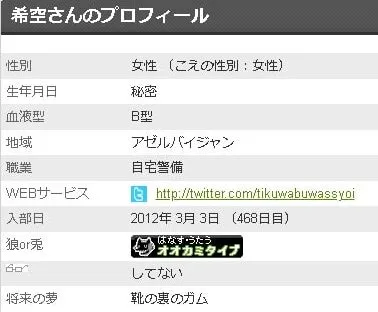 希空さんのプロフィール
性別 女性 （こえの性別：女性）
生年月日 秘密
血液型 B型
地域 アゼルバイジャン
職業 自宅警備
WEBサービス http://twitter.com/tikuwabuwassyoi
入部日 2012年 3月 3日 （468日目）
狼or兎 はなす・うたう オオカミタイプ
してない
将来の夢 靴の裏のガム